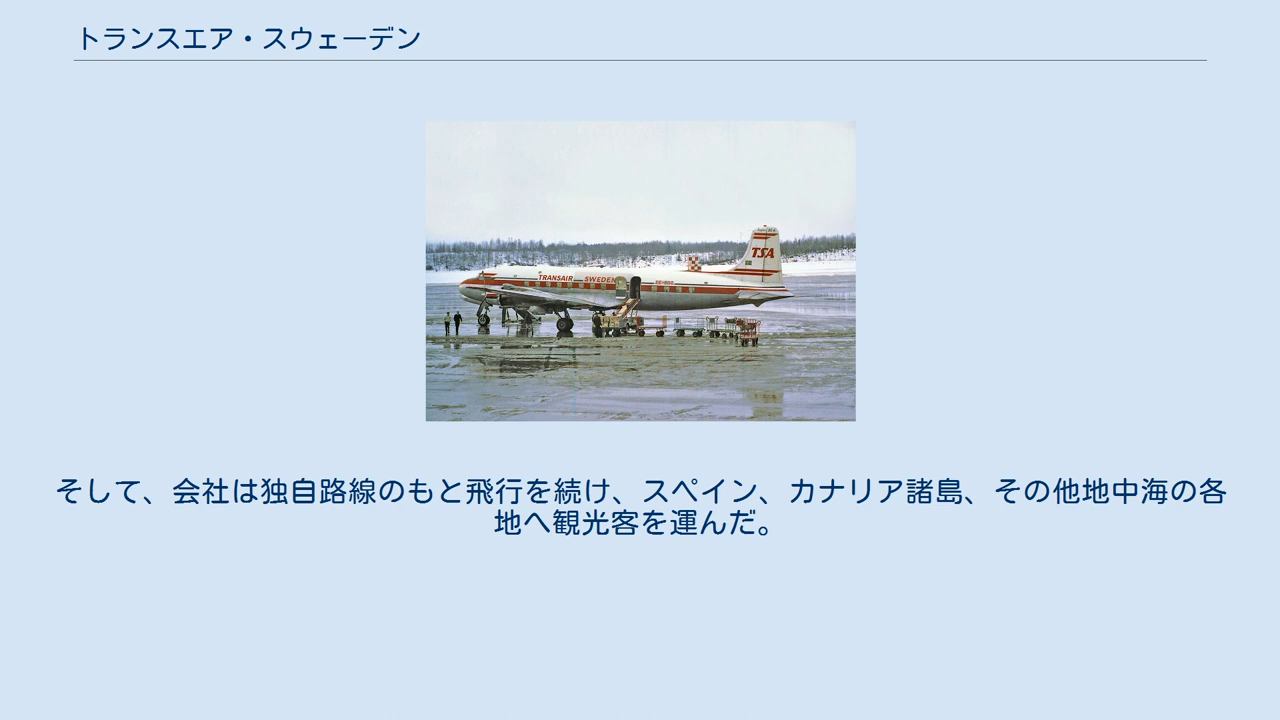 トランスエア・スウェーデン
TSA
TRANSAIR SWEDEN
そして、会社は独自路線のもと飛行を続け、スペイン、カナリア諸島、その他地中海の各
地へ観光客を運んだ。